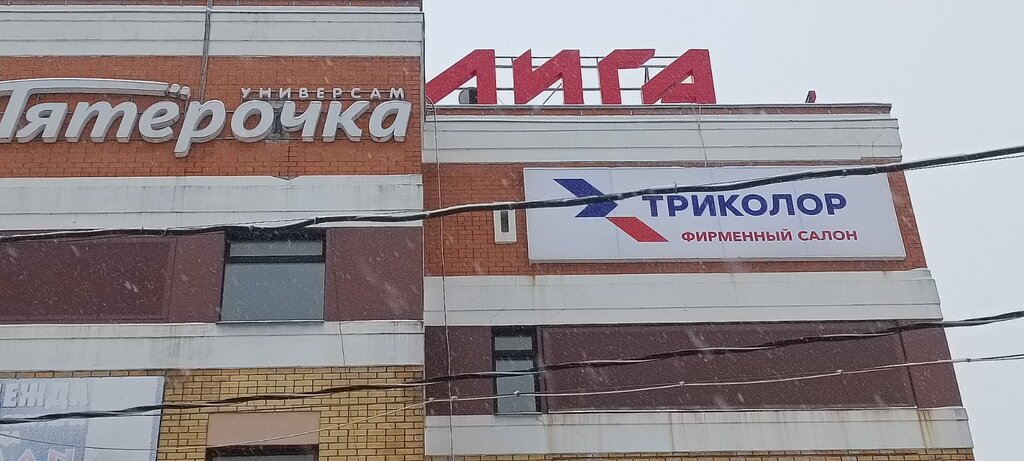 ЛИГА
УНИВЕРСАМ
Пятёрочка
ТРИКОЛОР
ФИРМЕННЫЙ САЛОН